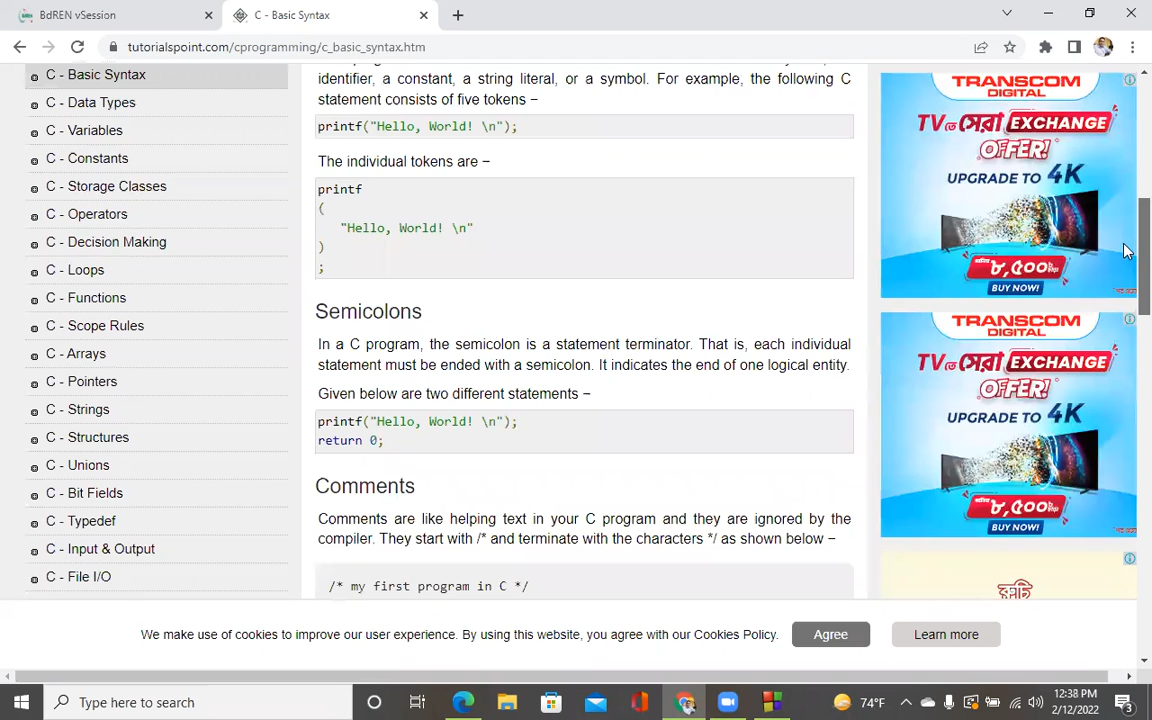 BdREN vSession
C - Basic Syntax
tutorialspoint.com/cprogramming/c_basic_syntax.htm
C - Basic Syntax
C - Data Types
C - Variables
C - Constants
C - Storage Classes
C - Operators
C - Decision Making
C - Loops
C - Functions
C - Scope Rules
C - Arrays
C - Pointers
C - Strings
C - Structures
C - Unions
C - Bit Fields
C - Typedef
C - Input & Output
C - File I/O
identifier, a constant, a string literal, or a symbol. For example, the following C
statement consists of five tokens −
printf("Hello, World! \n");
The individual tokens are −
printf
(
"Hello, World! \n"
)
;
Semicolons
In a C program, the semicolon is a statement terminator. That is, each individual
statement must be ended with a semicolon. It indicates the end of one logical entity.
Given below are two different statements −
printf("Hello, World! \n");
return 0;
Comments
Comments are like helping text in your C program and they are ignored by the
compiler. They start with /* and terminate with the characters */ as shown below −
/* my first program in C */
TRANSCOM
DIGITAL
TVতে সেরা EXCHANGE
OFFER!
UPGRADE TO 4K
৮,৫০০
BUY NOW!
TRANSCOM
DIGITAL
TVতে সেরা EXCHANGE
OFFER!
UPGRADE TO 4K
৮,৫০০
BUY NOW!
রুচি
We make use of cookies to improve our user experience. By using this website, you agree with our Cookies Policy.
Agree
Learn more
Type here to search
74°F
12:38 PM
2/12/2022
3